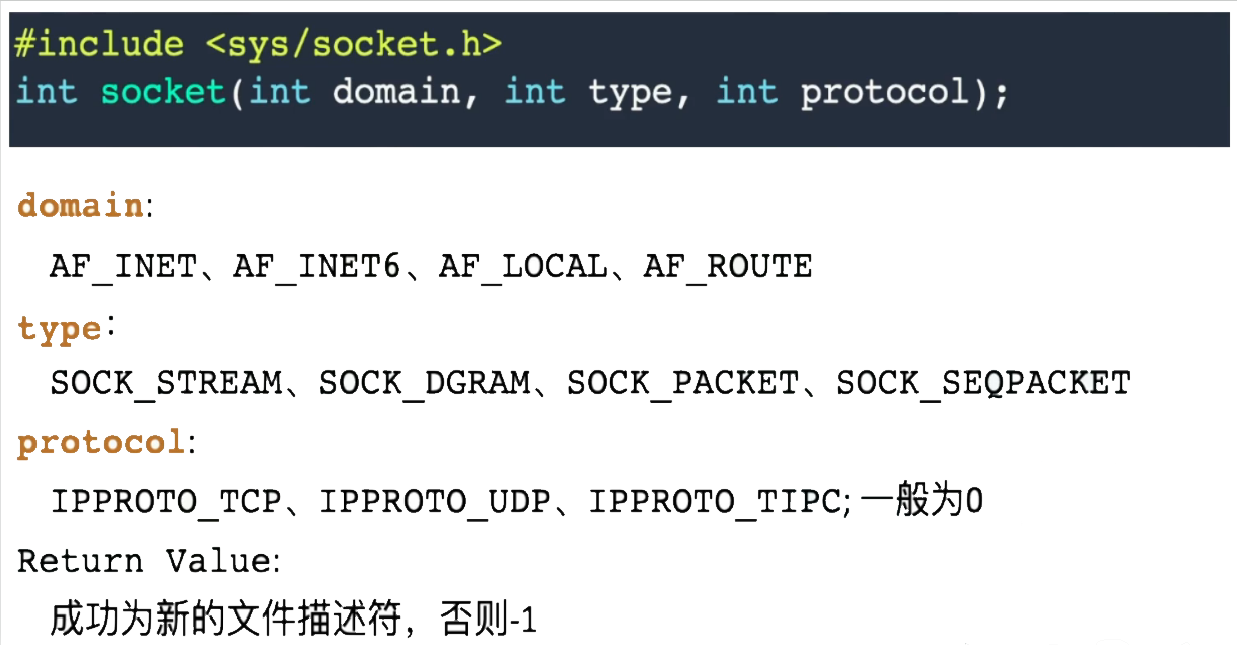 #include <sys/socket.h>
int socket(int domain, int type, int protocol);
domain:
AF_INET、AF_INET6、AF_LOCAL、AF_ROUTE
type:
SOCK_STREAM、SOCK_DGRAM、SOCK_PACKET、SOCK_SEQPACKET
protocol:
IPPROTO_TCP、IPPROTO_UDP、IPPROTO_TIPC; 一般为0
Return Value:
成功为新的文件描述符，否则-1